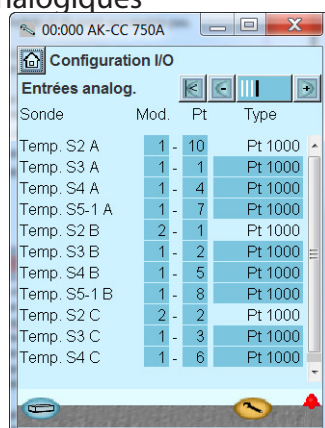 nalogiques
00:000 AK-CC 750A
Configuration I/O
Entrées analog.
Sonde Mod. Pt Type
Temp. S2 A 1 - 10 Pt 1000
Temp. S3 A 1 - 1 Pt 1000
Temp. S4 A 1 - 4 Pt 1000
Temp. S5-1 A 1 - 7 Pt 1000
Temp. S2 B 2 - 1 Pt 1000
Temp. S3 B 1 - 2 Pt 1000
Temp. S4 B 1 - 5 Pt 1000
Temp. S5-1 B 1 - 8 Pt 1000
Temp. S2 C 2 - 2 Pt 1000
Temp. S3 C 1 - 3 Pt 1000
Temp. S4 C 1 - 6 Pt 1000